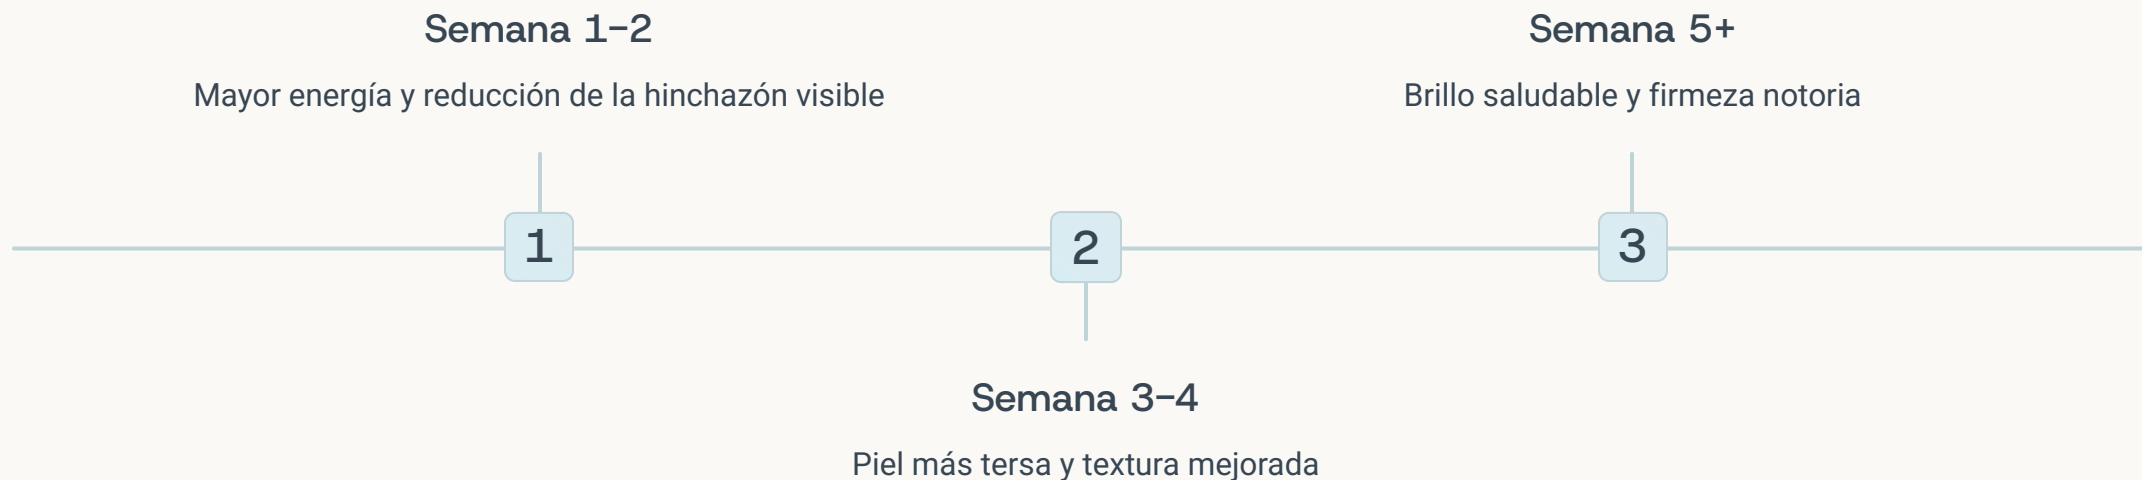 Semana 1–2
Mayor energía y reducción de la hinchazón visible
1
2
Semana 3–4
Piel más tersa y textura mejorada
Semana 5+
Brillo saludable y firmeza notoria
3